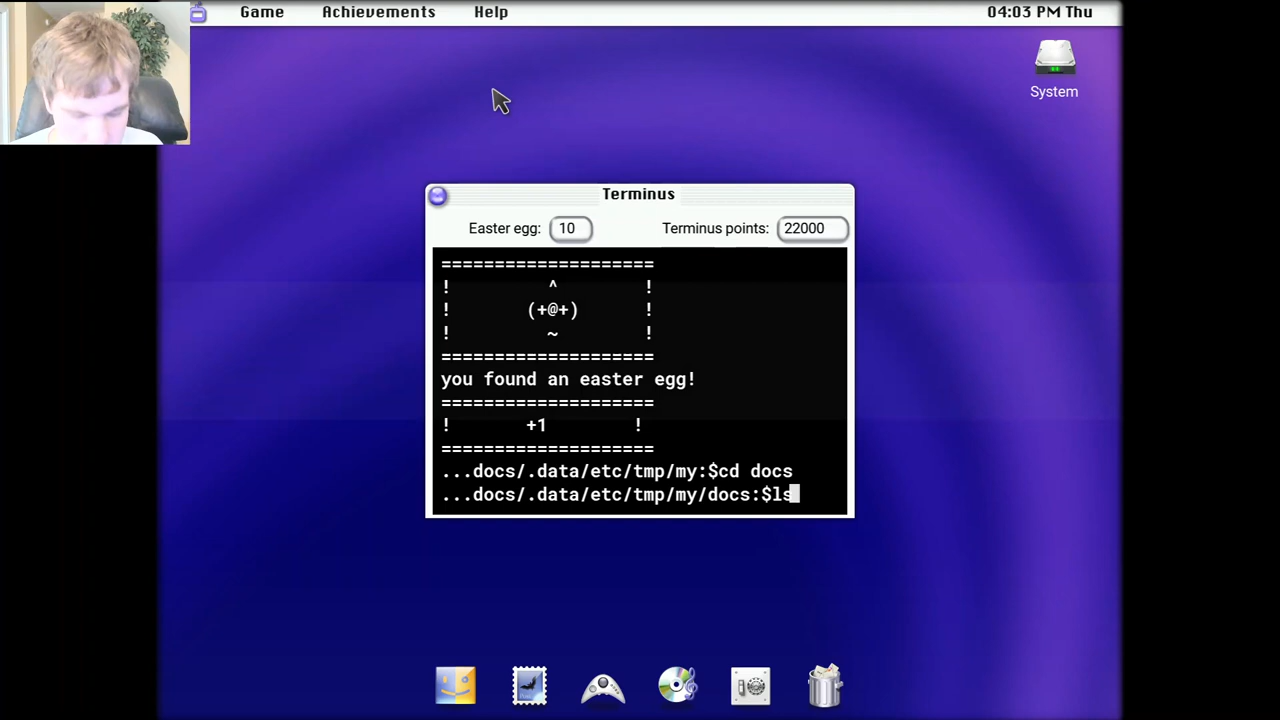 Game Achievements Help 04:03 PM Thu
System
Terminus
Easter egg: 10 Terminus points: 22000
====================
! ^ !
! (+@+) !
! ~ !
====================
you found an easter egg!
===================
! +1 !
===================
...docs/.data/etc/tmp/my:$cd docs
...docs/.data/etc/tmp/my/docs:$ls